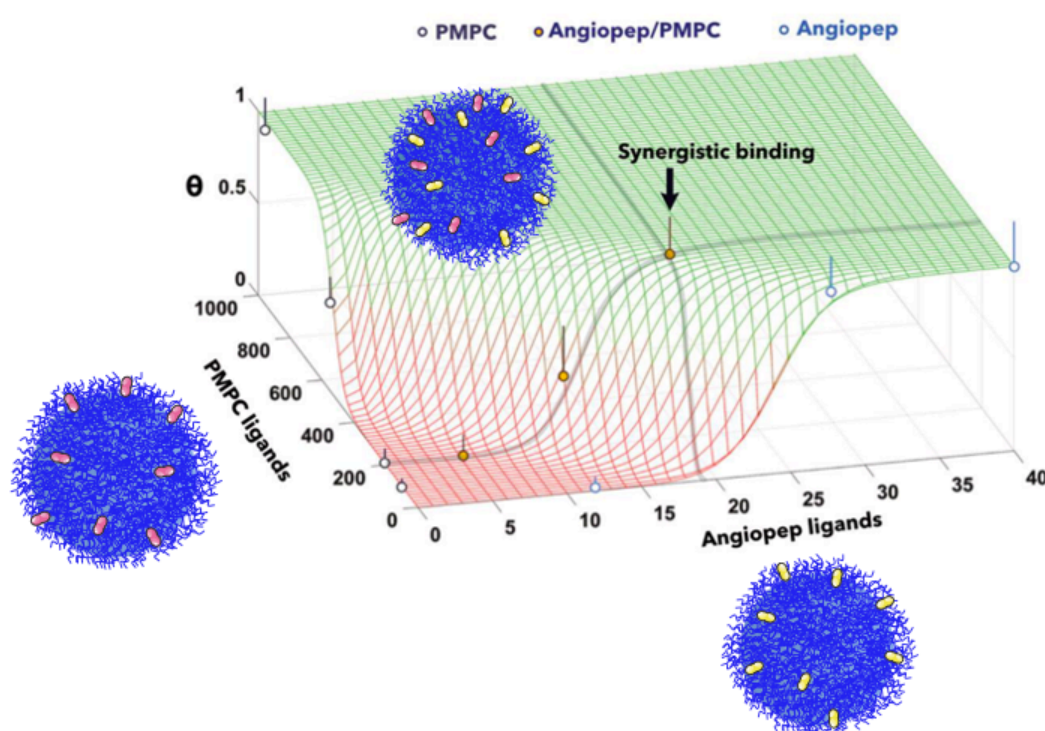 PMPC Angiopep/PMPC Angiopep
Synergistic binding
θ
1
0.5
0
1000
800
600
400
200
0
PMPC ligands
0 5 10 15 20 25 30 35 40
Angiopep ligands